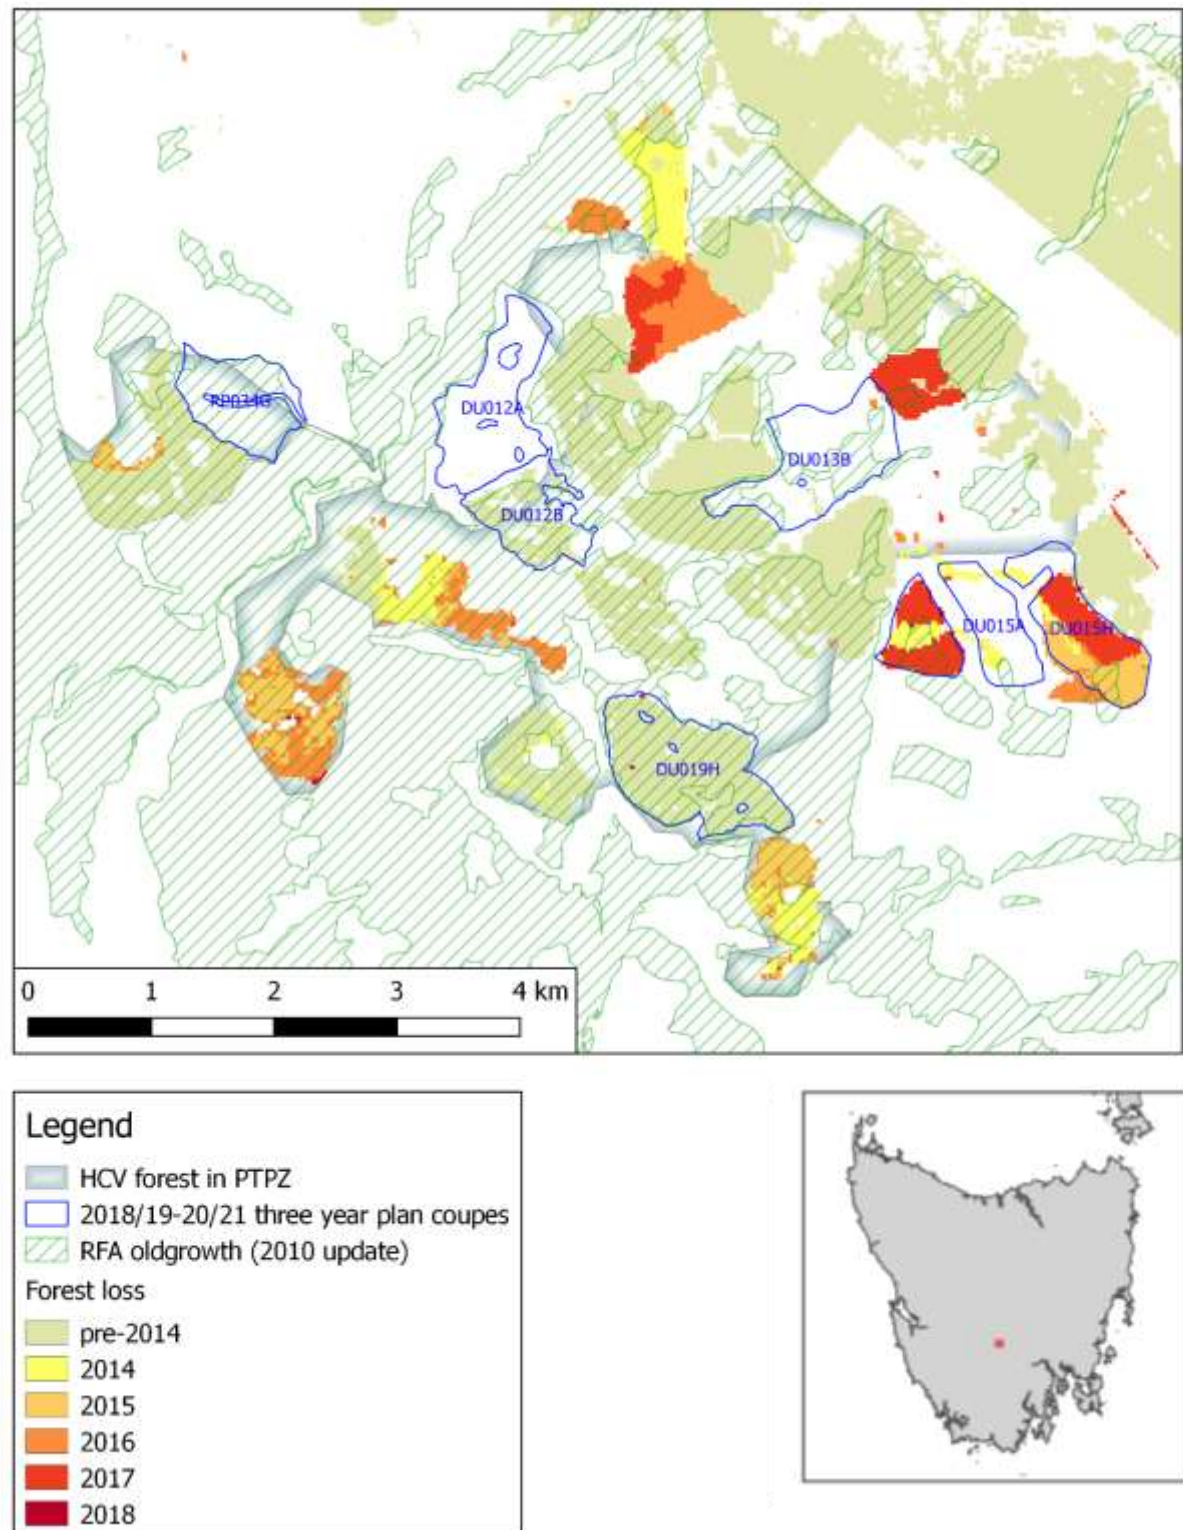 RP034G
DU012A
DU013B
DU012B
DU015A
DU015H
DU019H
0 1 2 3 4 km
Legend
HCV forest in PTPZ
2018/19-20/21 three year plan coupes
RFA oldgrowth (2010 update)
Forest loss
pre-2014
2014
2015
2016
2017
2018